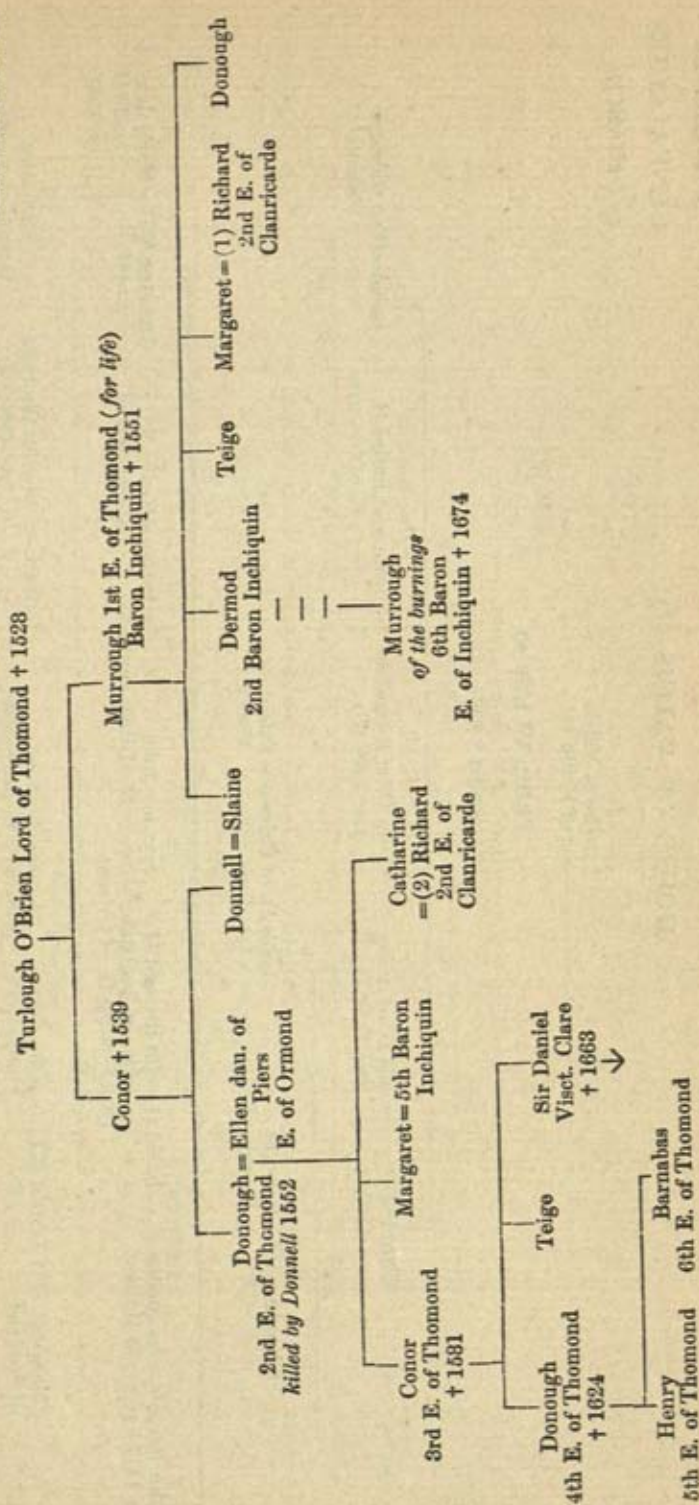 Turlough O'Brien Lord of Thomond † 1528
Conor † 1539
Murrough 1st E. of Thomond (for life)
Baron Inchiquin † 1551
Donough = Ellen dau. of
2nd E. of Thomond Piers
killed by Donnell 1552 E. of Ormond
Donnell = Slaine
Dermod
2nd Baron Inchiquin
Teige
Margaret = (1) Richard
2nd E. of
Clanricarde
Donough
Conor
3rd E. of Thomond
† 1581
Margaret = 5th Baron
Inchiquin
Catharine
= (2) Richard
2nd E. of
Clanricarde
Murrough
of the burnings
6th Baron
E. of Inchiquin † 1674
Donough
4th E. of Thomond
† 1624
Teige
Sir Daniel
Visct. Clare
† 1663
Henry
5th E. of Thomond
Barnabas
6th E. of Thomond